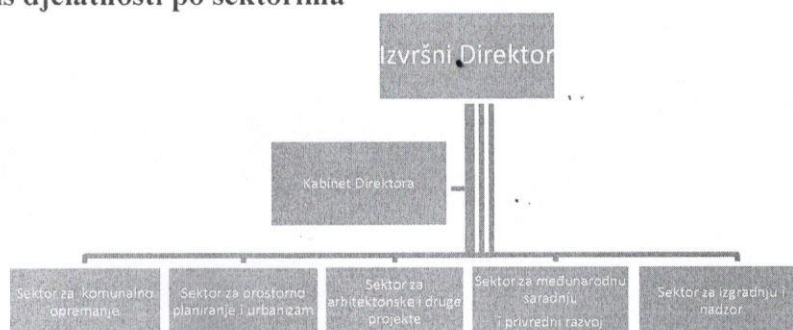 djelatnosti po sektorima
Izvršni Direktor
Kabinet Direktora
Sektor za komunalno
opremanje
Sektor za prostorno
planiranje i urbanizam
Sektor za
arhitektonske i druge
projekte
Sektor za međunarodnu
saradnju
i privredni razvoj
Sektor za izgradnju i
nadzor